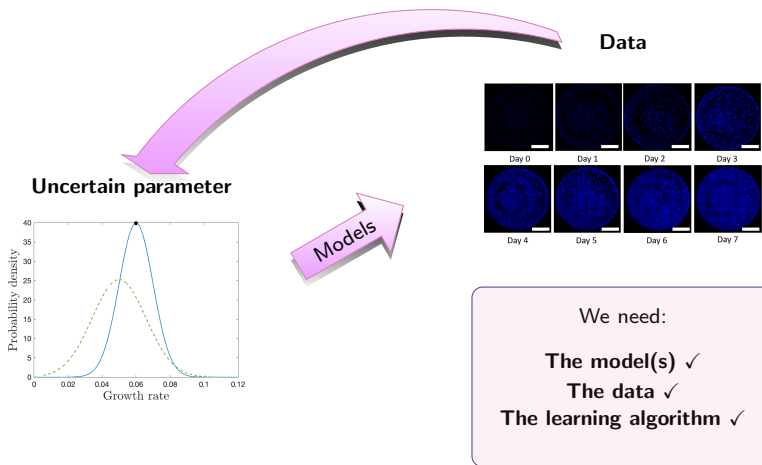 Data
Day 0 Day 1 Day 2 Day 3
Day 4 Day 5 Day 6 Day 7
Uncertain parameter
Models
40
35
30
25
20
15
10
5
0
Probability density
0 0.02 0.04 0.06 0.08 0.1 0.12
Growth rate
We need:
The model(s) ✓
The data ✓
The learning algorithm ✓